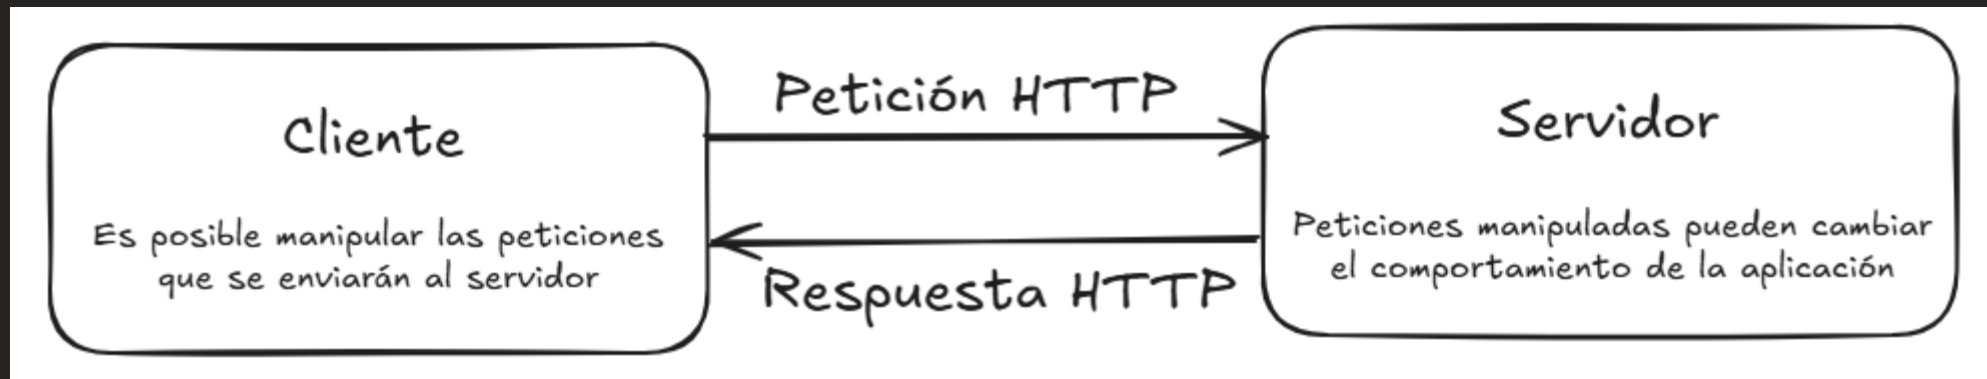 Cliente
Es posible manipular las peticiones
que se enviarán al servidor
Petición HTTP
Respuesta HTTP
Servidor
Peticiones manipuladas pueden cambiar
el comportamiento de la aplicación